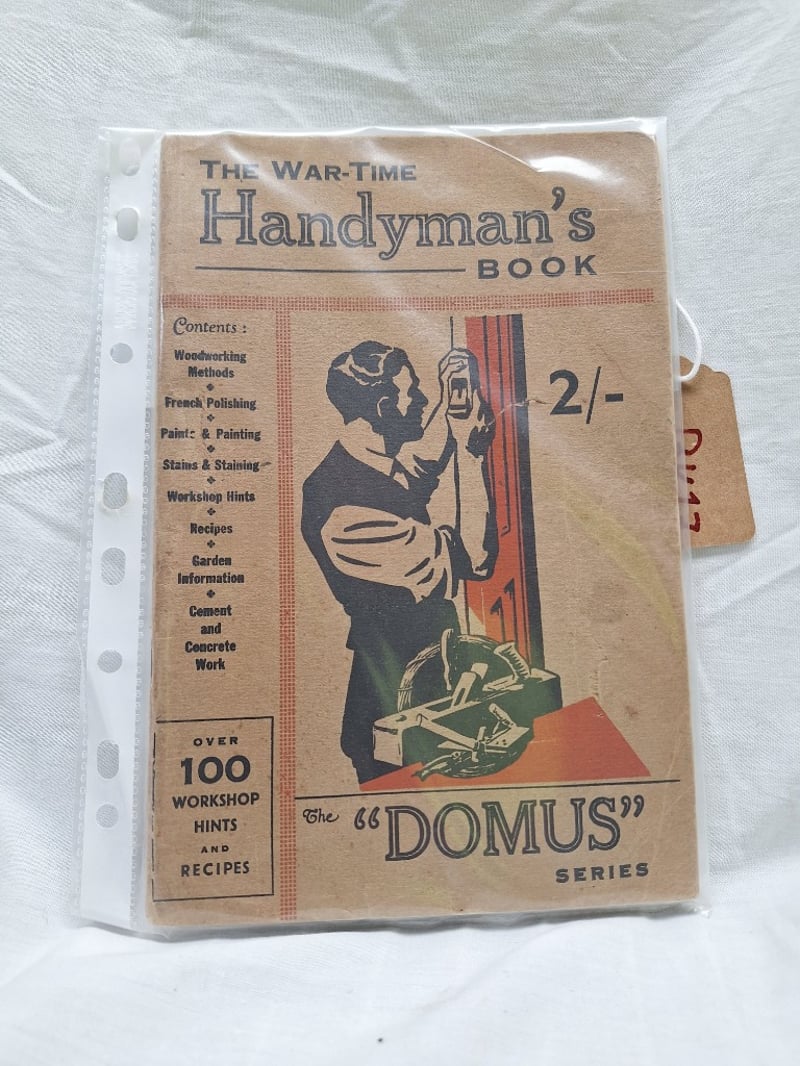 THE WAR-TIME
Handyman's
BOOK
Contents:
Woodworking
Methods
French Polishing
Paints & Painting
Stains & Staining
Workshop Hints
Recipes
Garden
Information
Cement
and
Concrete
Work
OVER
100
WORKSHOP
HINTS
AND
RECIPES
2/-
The "DOMUS"
SERIES